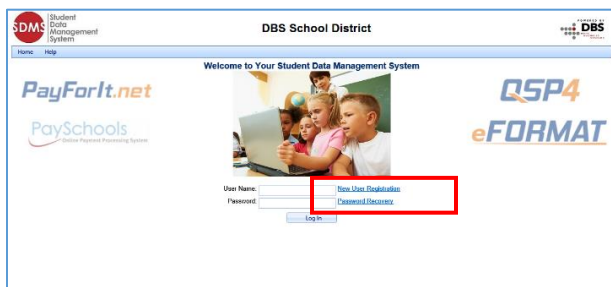 SDMS Student
Data
Management
System
DBS School District
POWERED BY
DBS
Home Help
Welcome to Your Student Data Management System
PayForIt.net
PaySchools
Online Payment Processing System
QSP4
eFORMAT
User Name: New User Registration
Password: Password Recovery
Log In